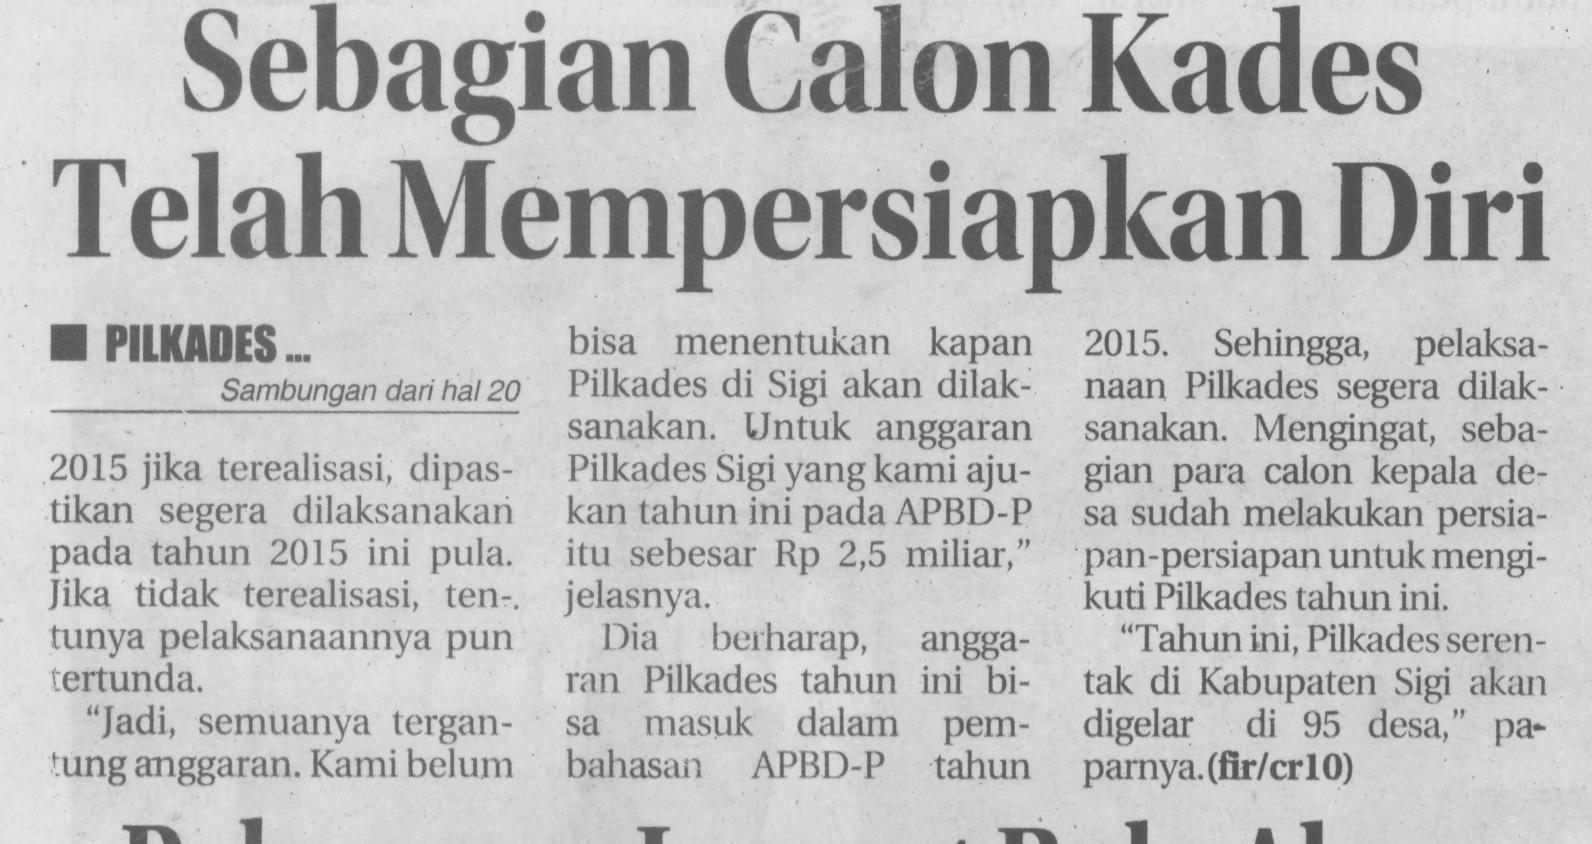 Sebagian Calon Kades
Telah Mempersiapkan Diri
■ PILKADES ...
Sambungan dari hal 20
2015 jika terealisasi, dipas-
tikan segera dilaksanakan
pada tahun 2015 ini pula.
Jika tidak terealisasi, ten-
tunya pelaksanaannya pun
tertunda.
“Jadi, semuanya tergan-
tung anggaran. Kami belum
bisa menentukan kapan
Pilkades di Sigi akan dilak-
sanakan. Untuk anggaran
Pilkades Sigi yang kami aju-
kan tahun ini pada APBD-P
itu sebesar Rp 2,5 miliar,”
jelasnya.
Dia berharap, angga-
ran Pilkades tahun ini bi-
sa masuk dalam pem-
bahasan APBD-P tahun
2015. Sehingga, pelaksa-
naan Pilkades segera dilak-
sanakan. Mengingat, seba-
gian para calon kepala de-
sa sudah melakukan persia-
pan-persiapan untuk mengi-
kuti Pilkades tahun ini.
“Tahun ini, Pilkades seren-
tak di Kabupaten Sigi akan
digelar di 95 desa,” pa-
parnya.(fir/cr10)